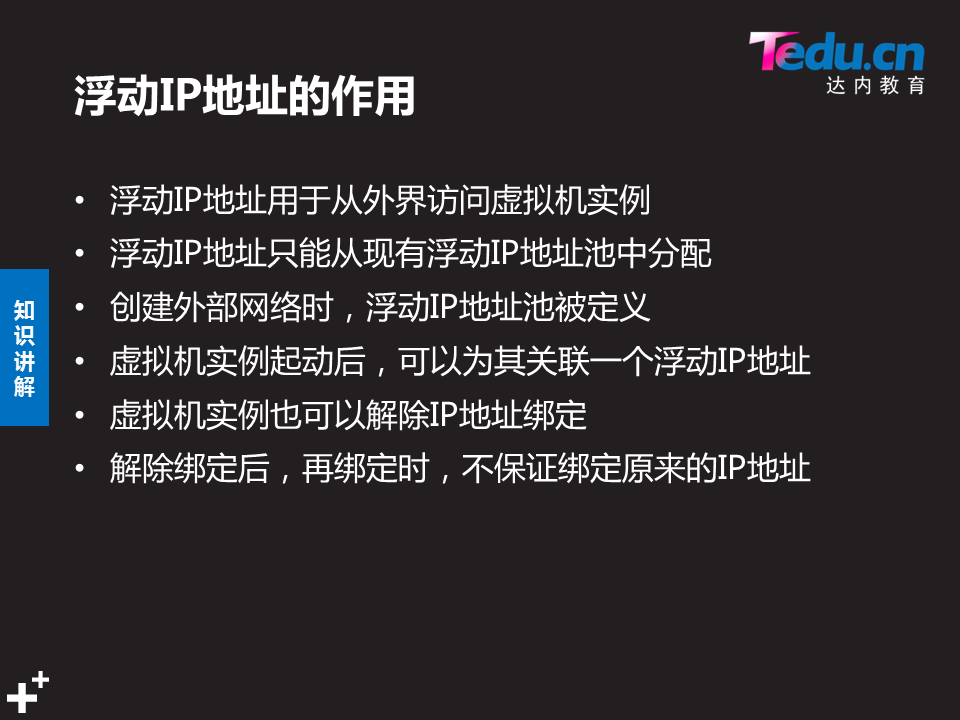 Tedu.cn
达内教育
浮动IP地址的作用
• 浮动IP地址用于从外界访问虚拟机实例
• 浮动IP地址只能从现有浮动IP地址池中分配
• 创建外部网络时，浮动IP地址池被定义
• 虚拟机实例起动后，可以为其关联一个浮动IP地址
• 虚拟机实例也可以解除IP地址绑定
• 解除绑定后，再绑定时，不保证绑定原来的IP地址
知识讲解